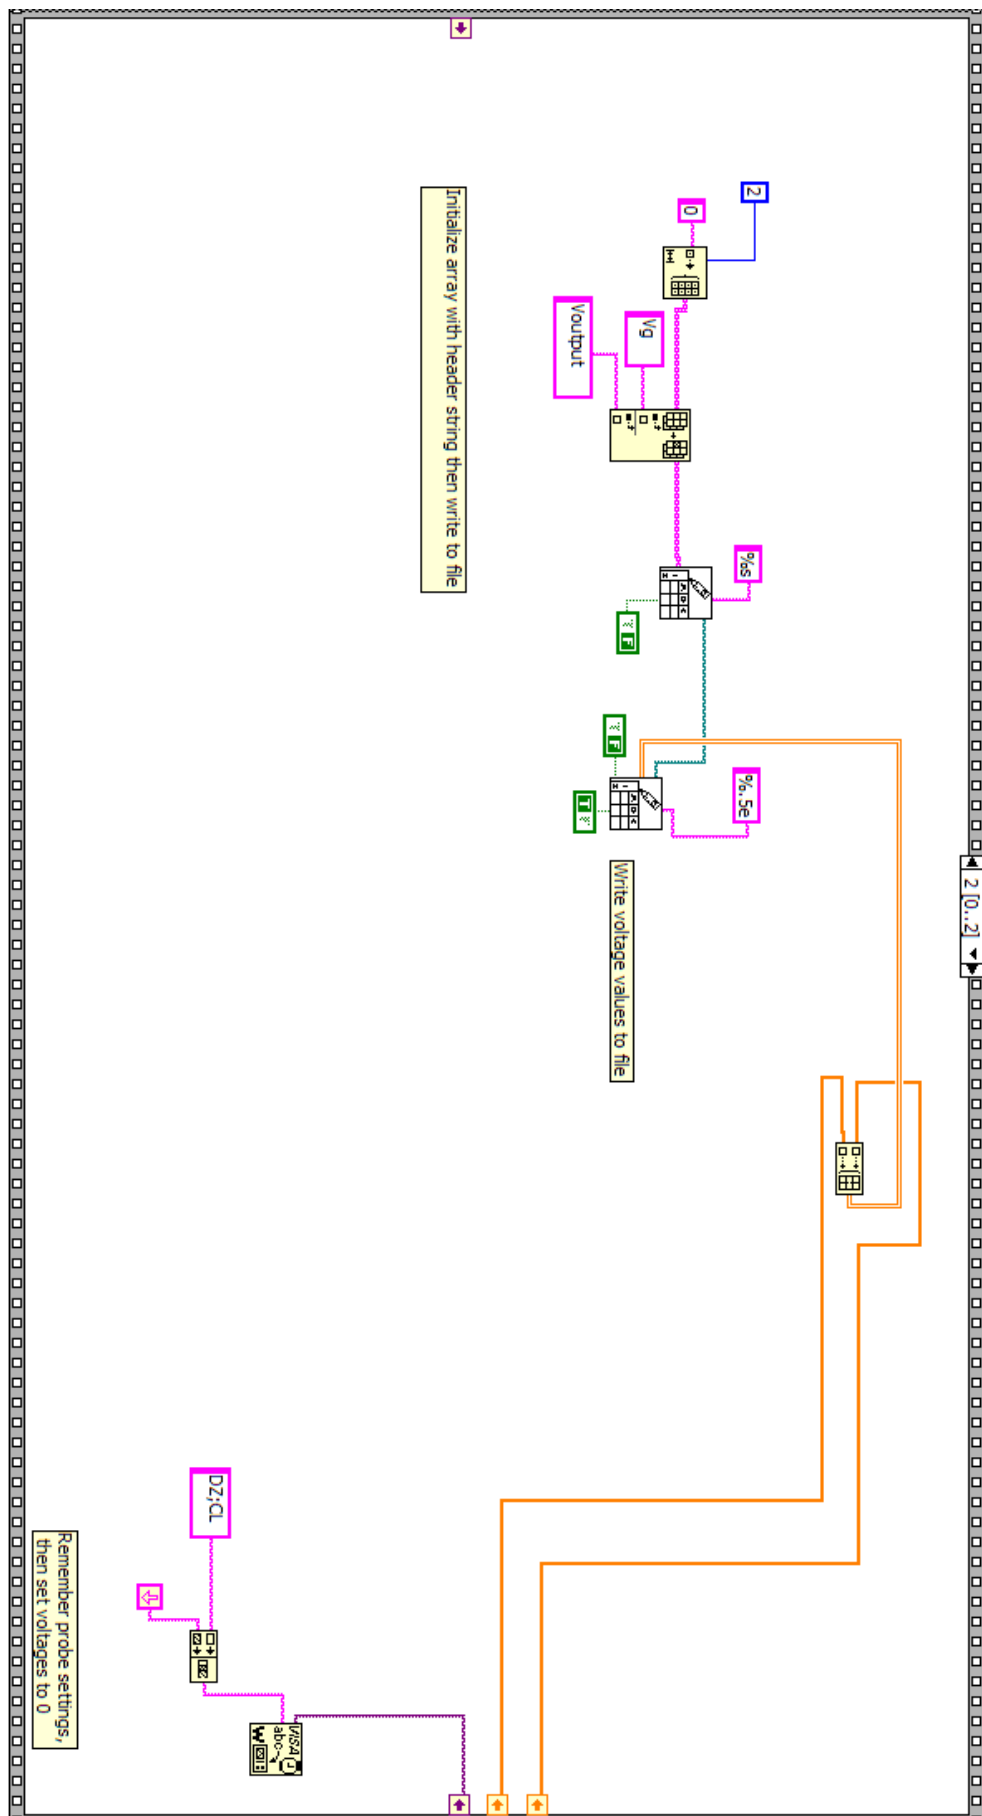 2 [0..2]
2
0
Vg
Voutput
%s
F
Initialize array with header string then write to file
F
T
%.5e
Write voltage values to file
DZ;CL
VISA
abc
W
Remember probe settings,
then set voltages to 0